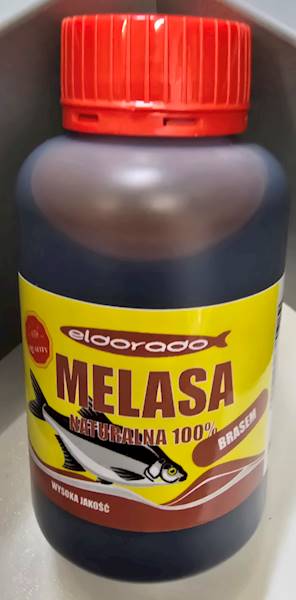 eldorado
MELASA
NATURALNA 100%
BRASEM
WYSOKA JAKOŚĆ